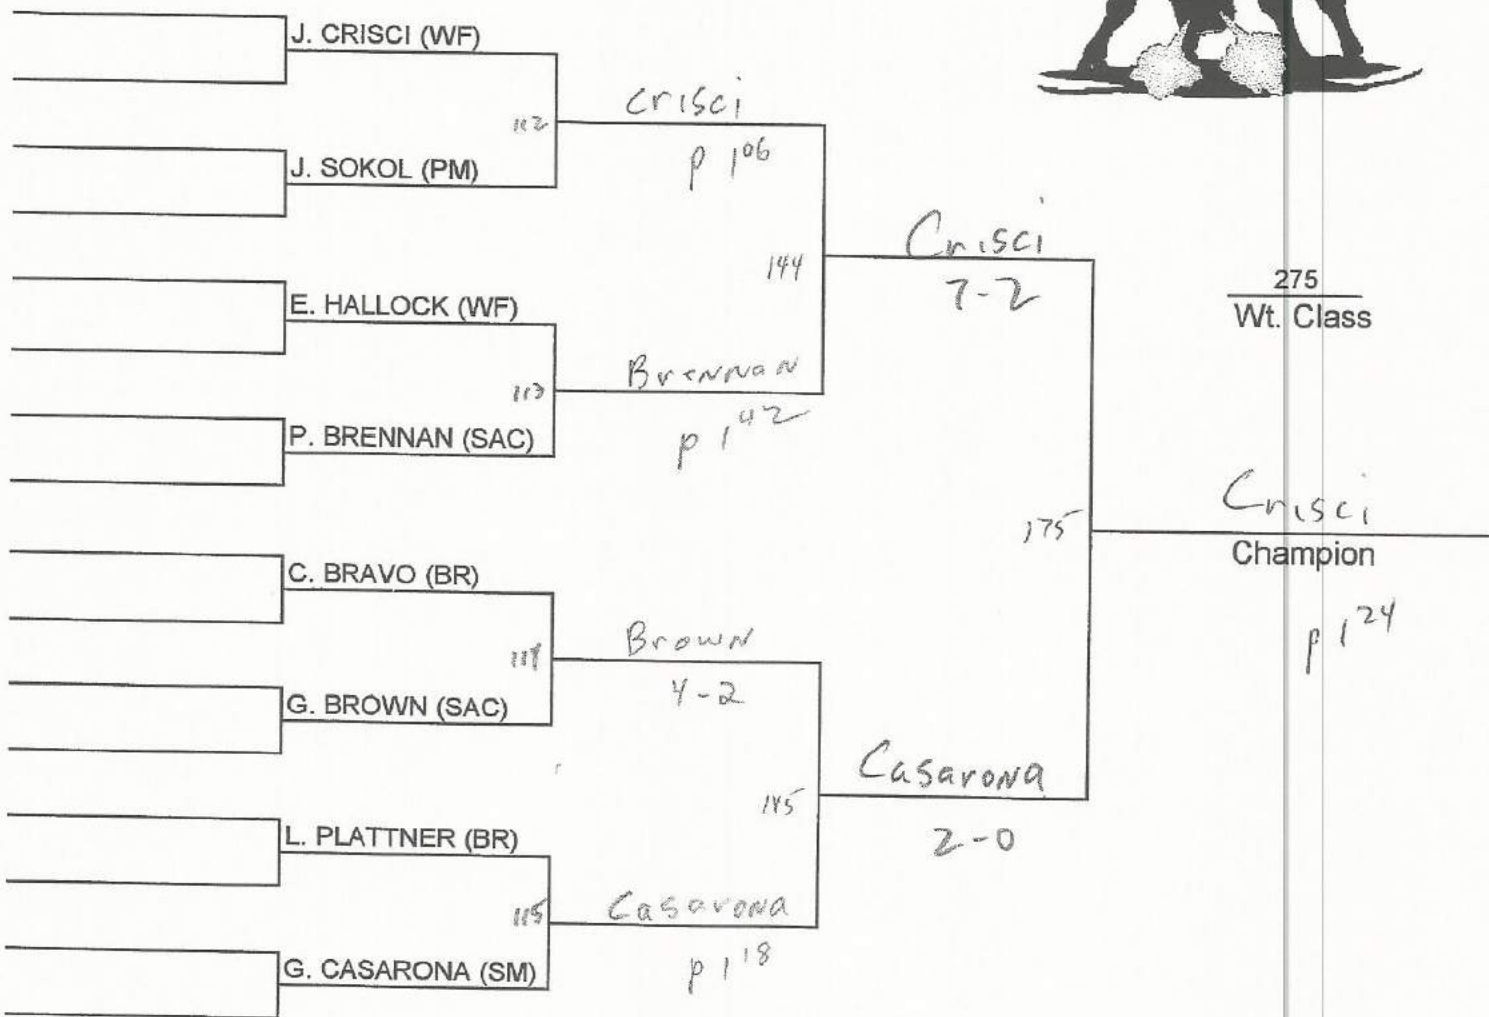 J. CRISCI (WF)
112
Crisci
p 1 06
J. SOKOL (PM)
144
Crisci
7-2
E. HALLOCK (WF)
113
Brennan
p 1 42
P. BRENNAN (SAC)
275
Wt. Class
175
Crisci
Champion
p 1 24
C. BRAVO (BR)
Brown
4-2
G. BROWN (SAC)
145
Casarona
2-0
L. PLATTNER (BR)
115
Casarona
p 1 18
G. CASARONA (SM)